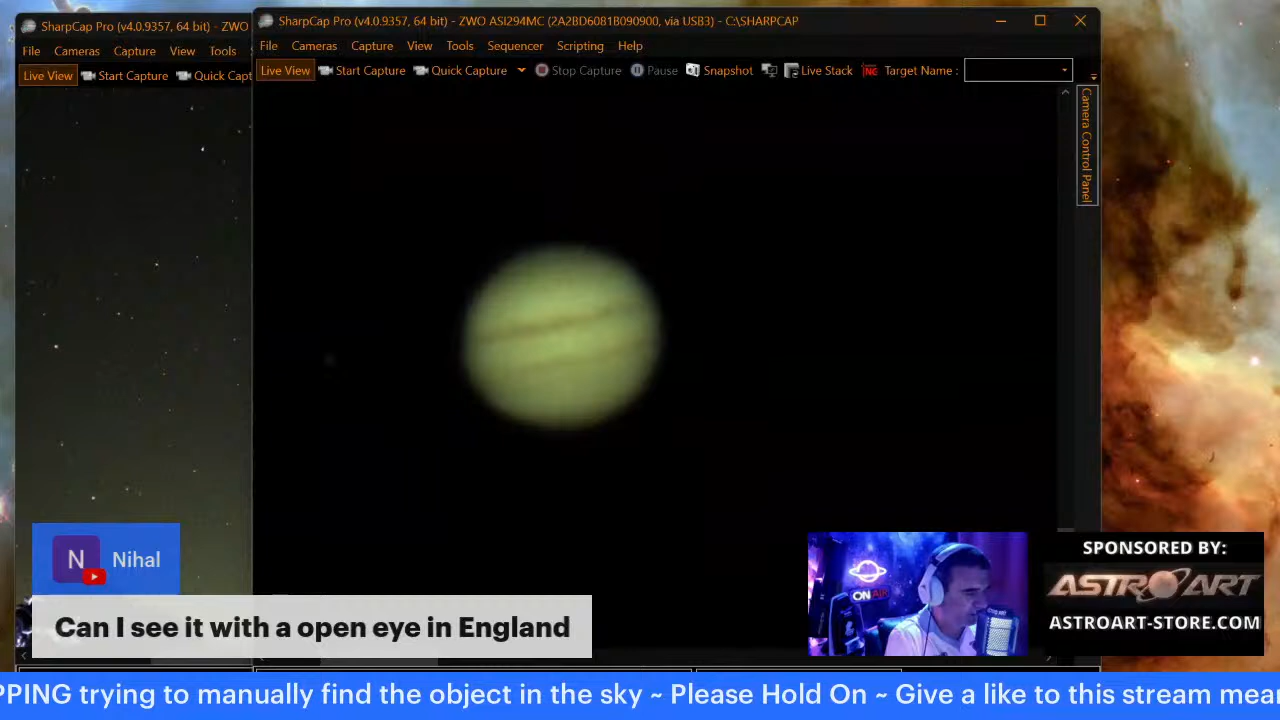 SharpCap Pro (v4.0.9357, 64 bit) - ZWO
File Cameras Capture View Tools
Live View Start Capture Quick Capt
SharpCap Pro (v4.0.9357, 64 bit) - ZWO ASI294MC (2A2BD6081B090900, via USB3) - C:\SHARPCAP
File Cameras Capture View Tools Sequencer Scripting Help
Live View Start Capture Quick Capture Stop Capture Pause Snapshot Live Stack NG Target Name :
Camera Control Panel
N Nihal
Can I see it with a open eye in England
ON AIR
SPONSORED BY:
ASTROART
ASTROART-STORE.COM
PPING trying to manually find the object in the sky ~ Please Hold On ~ Give a like to this stream mear